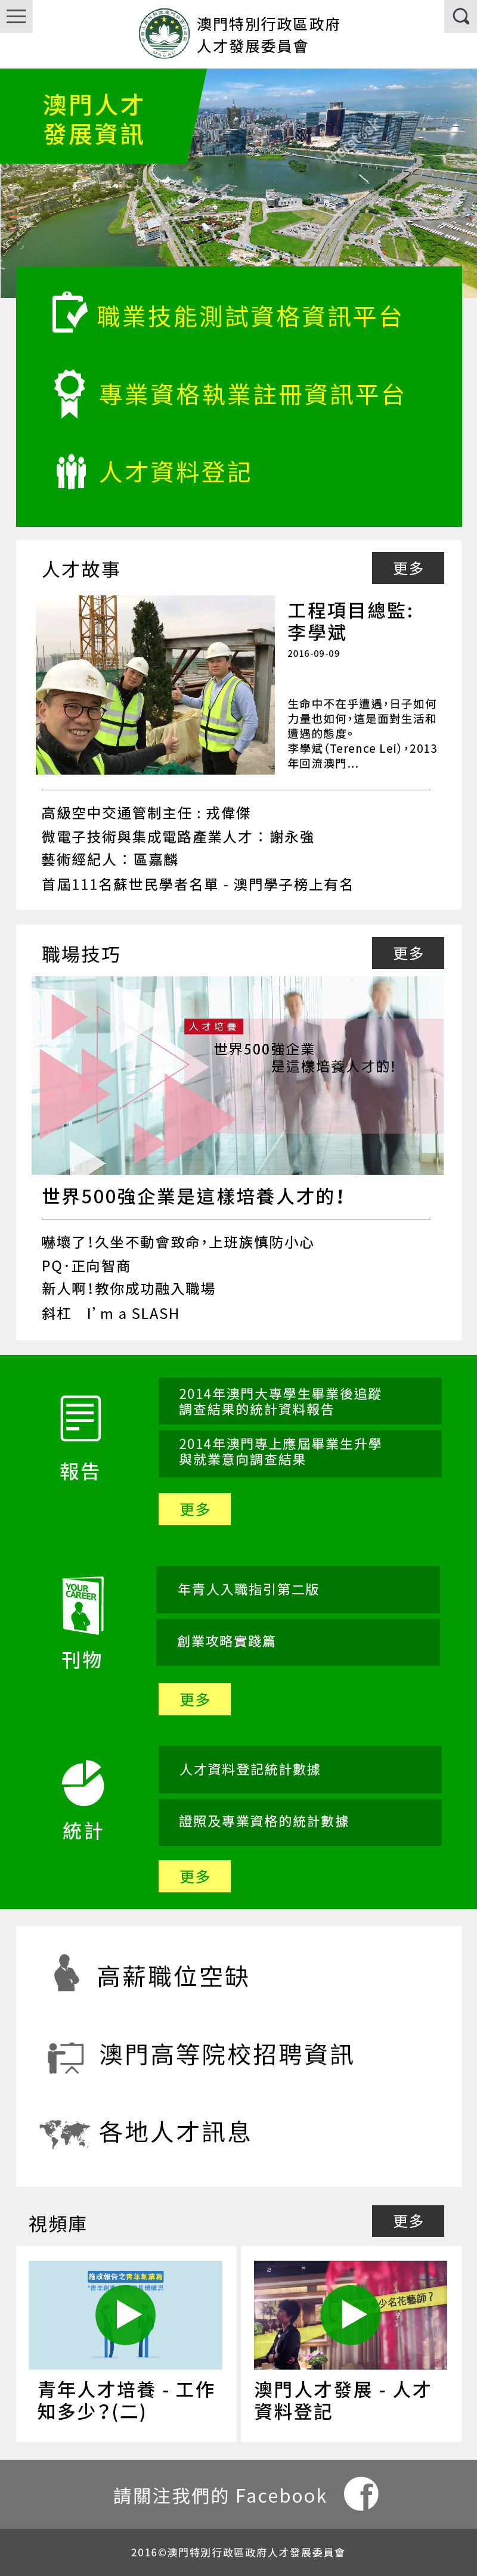 澳門特別行政區政府
人才發展委員會
澳門人才
發展資訊
職業技能測試資格資訊平台
專業資格執業註冊資訊平台
人才資料登記
人才故事
更多
工程項目總監:
李學斌
2016-09-09
生命中不在乎遭遇，日子如何
力量也如何，這是面對生活和
遭遇的態度。
李學斌（Terence Lei），2013
年回流澳門...
高級空中交通管制主任：戎偉傑
微電子技術與集成電路產業人才 ：謝永強
藝術經紀人 ：區嘉麟
首屆111名蘇世民學者名單 - 澳門學子榜上有名
職場技巧
更多
人才培養
世界500強企業
是這樣培養人才的!
世界500強企業是這樣培養人才的！
嚇壞了！久坐不動會致命，上班族慎防小心
PQ·正向智商
新人啊！教你成功融入職場
斜杠　I’m a SLASH
報告
2014年澳門大專學生畢業後追蹤
調查結果的統計資料報告
2014年澳門專上應屆畢業生升學
與就業意向調查結果
更多
YOUR
CAREER
刊物
年青人入職指引第二版
創業攻略實踐篇
更多
統計
人才資料登記統計數據
證照及專業資格的統計數據
更多
高薪職位空缺
澳門高等院校招聘資訊
各地人才訊息
視頻庫
更多
施政報告之青年創業篇
少名花藝師？
青年人才培養 - 工作
知多少？(二)
澳門人才發展 - 人才
資料登記
請關注我們的 Facebook
2016©澳門特別行政區政府人才發展委員會